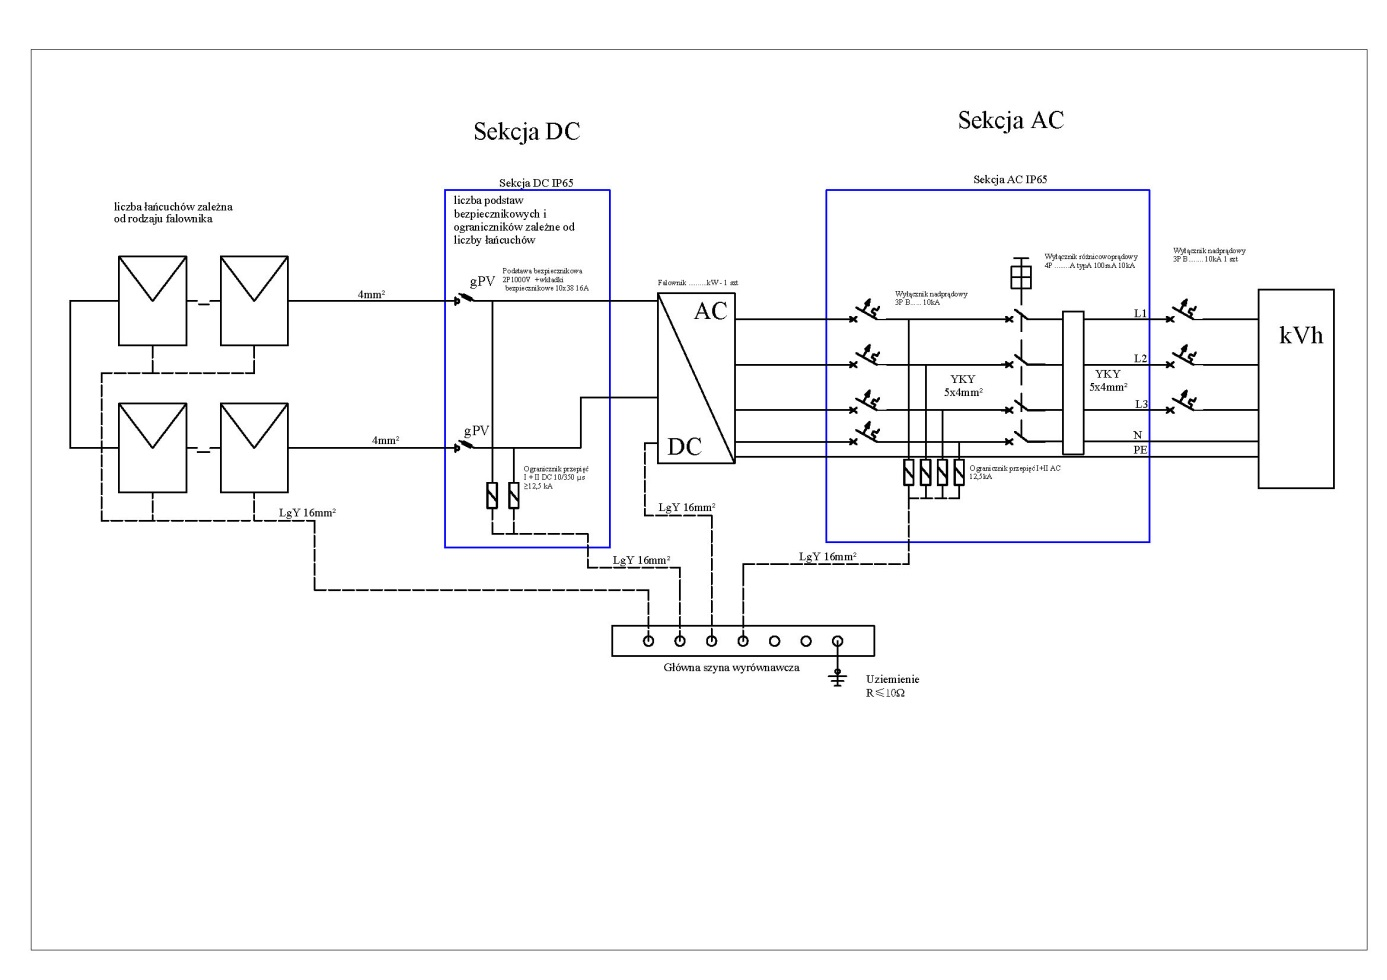 Sekcja DC
Sekcja AC
Sekcja DC IP65
Sekcja AC IP65
liczba łańcuchów zależna
od rodzaju falownika
liczba podstaw
bezpiecznikowych i
ograniczników zależne od
liczby łańcuchów
gPV
Podstawa bezpiecznikowa
2P1000V +wkładki
bezpiecznikowe 10x38 16A
4mm²
Falownik .........kW - 1 szt
AC
DC
Wyłącznik nadprądowy
3P B...... 10kA
Wyłącznik różnicowoprądowy
4P ........A typA 100mA 10kA
Wyłącznik nadprądowy
3P B ........ 10kA 1 szt
L1
L2
L3
N
PE
YKY
5x4mm²
YKY
5x4mm²
kVh
gPV
4mm²
Ogranicznik przepięć
I + II DC 10/350 µs
≥12,5 kA
Ogranicznik przepięć I+II AC
12,5kA
LgY 16mm²
LgY 16mm²
LgY 16mm²
LgY 16mm²
Główna szyna wyrównawcza
Uziemienie
R⩽10Ω